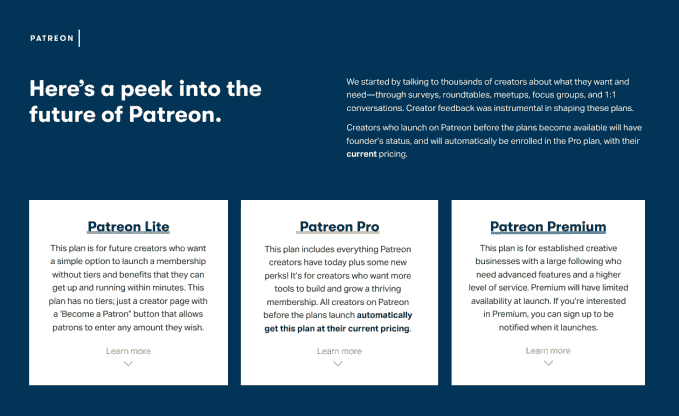 PATREON
Here's a peek into the
future of Patreon.
We started by talking to thousands of creators about what they want and
need—through surveys, roundtables, meetups, focus groups, and 1:1
conversations. Creator feedback was instrumental in shaping these plans.
Creators who launch on Patreon before the plans become available will have
founder's status, and will automatically be enrolled in the Pro plan, with their
current pricing.
Patreon Lite
This plan is for future creators who want
a simple option to launch a membership
without tiers and benefits that they can
get up and running within minutes. This
plan has no tiers; just a creator page with
a 'Become a Patron" button that allows
patrons to enter any amount they wish.
Learn more
Patreon Pro
This plan includes everything Patreon
creators have today plus some new
perks! It's for creators who want more
tools to build and grow a thriving
membership. All creators on Patreon
before the plans launch automatically
get this plan at their current pricing.
Learn more
Patreon Premium
This plan is for established creative
businesses with a large following who
need advanced features and a higher
level of service. Premium will have limited
availability at launch. If you're interested
in Premium, you can sign up to be
notified when it launches.
Learn more